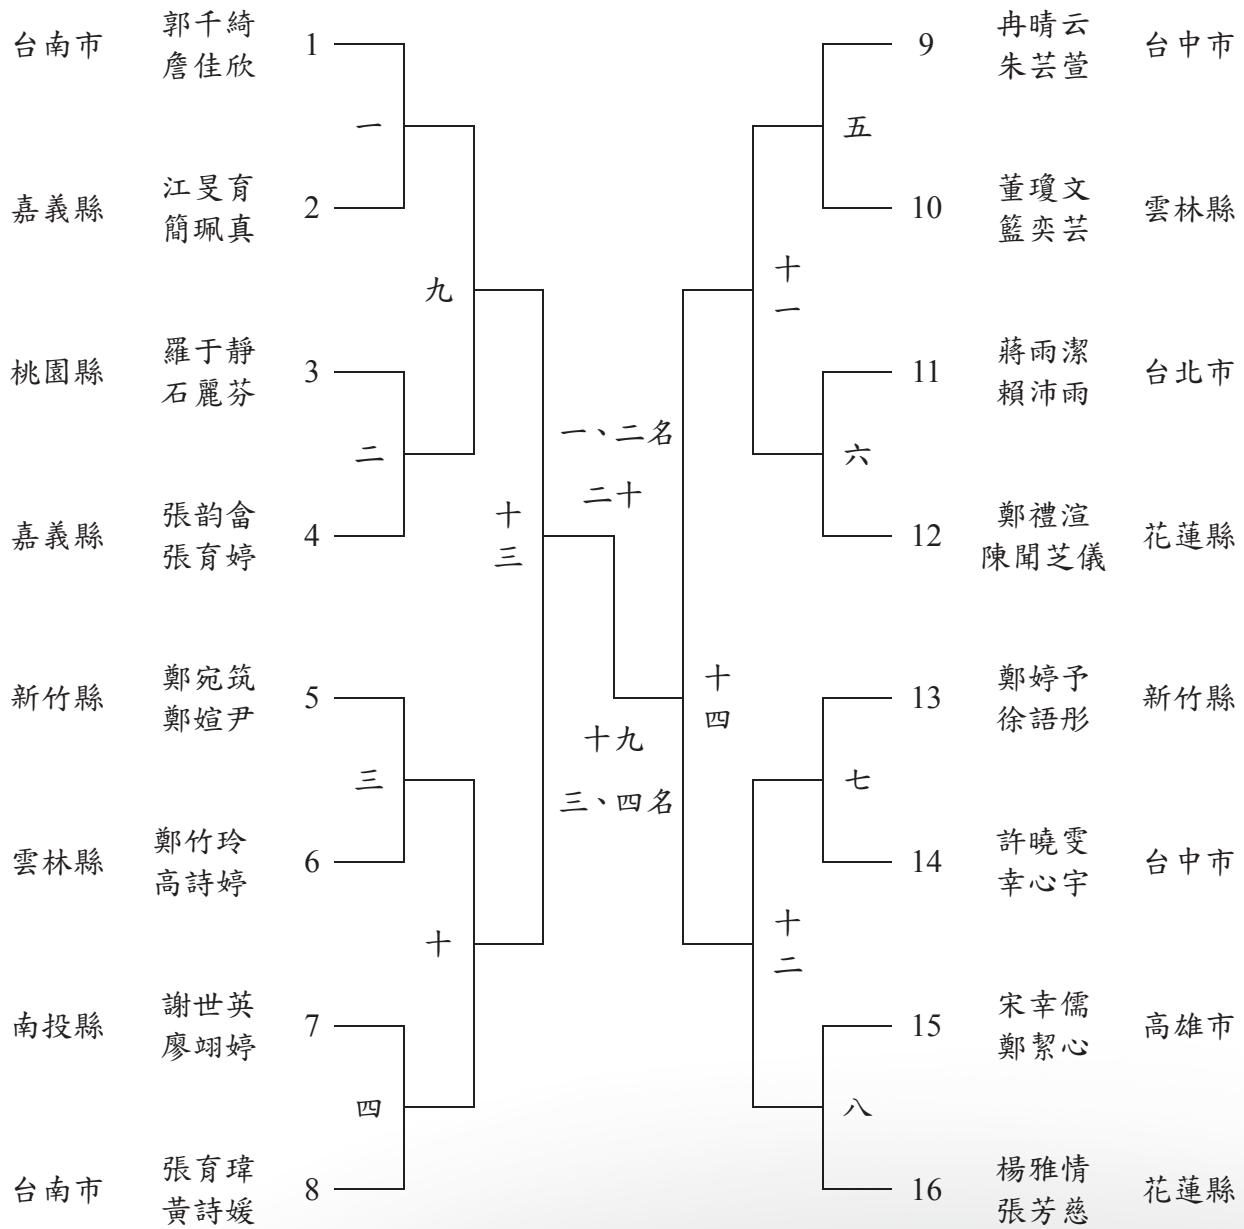 台南市
郭千綺
詹佳欣
1
一
嘉義縣
江旻育
簡珮真
2
九
桃園縣
羅于靜
石麗芬
3
二
嘉義縣
張韵畲
張育婷
4
十三
新竹縣
鄭宛筑
鄭媗尹
5
三
雲林縣
鄭竹玲
高詩婷
6
十
南投縣
謝世英
廖翊婷
7
四
台南市
張育瑋
黃詩媛
8
一、二名
二十
十九
三、四名
9
冉晴云
朱芸萱
台中市
五
10
董瓊文
籃奕芸
雲林縣
十一
11
蔣雨潔
賴沛雨
台北市
六
12
鄭禮渲
陳聞芝儀
花蓮縣
十四
13
鄭婷予
徐語彤
新竹縣
七
14
許曉雯
幸心宇
台中市
十二
15
宋幸儒
鄭絜心
高雄市
八
16
楊雅情
張芳慈
花蓮縣